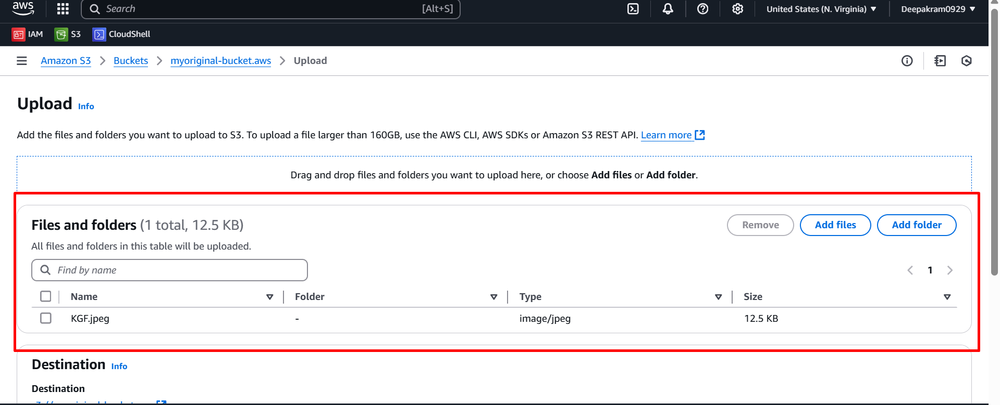 aws
Search [Alt+S] United States (N. Virginia) Deepakram0929
IAM S3 CloudShell
Amazon S3 Buckets myoriginal-bucket.aws Upload
Upload Info
Add the files and folders you want to upload to S3. To upload a file larger than 160GB, use the AWS CLI, AWS SDKs or Amazon S3 REST API. Learn more
Drag and drop files and folders you want to upload here, or choose Add files or Add folder.
Files and folders (1 total, 12.5 KB) Remove Add files Add folder
All files and folders in this table will be uploaded.
Find by name 1
Name Folder Type Size
KGF.jpeg - image/jpeg 12.5 KB
Destination Info
Destination